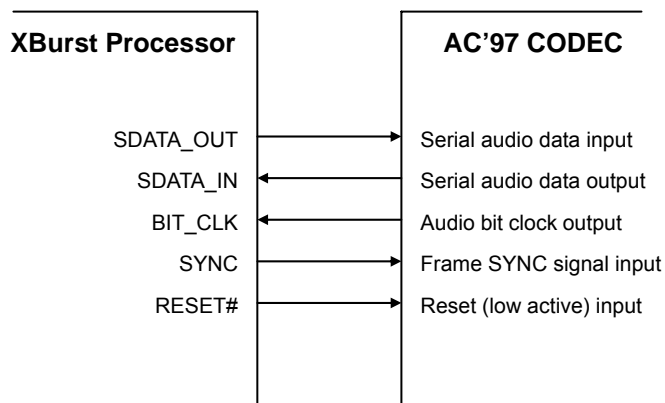 XBurst Processor AC’97 CODEC
SDATA_OUT Serial audio data input
SDATA_IN Serial audio data output
BIT_CLK Audio bit clock output
SYNC Frame SYNC signal input
RESET# Reset (low active) input